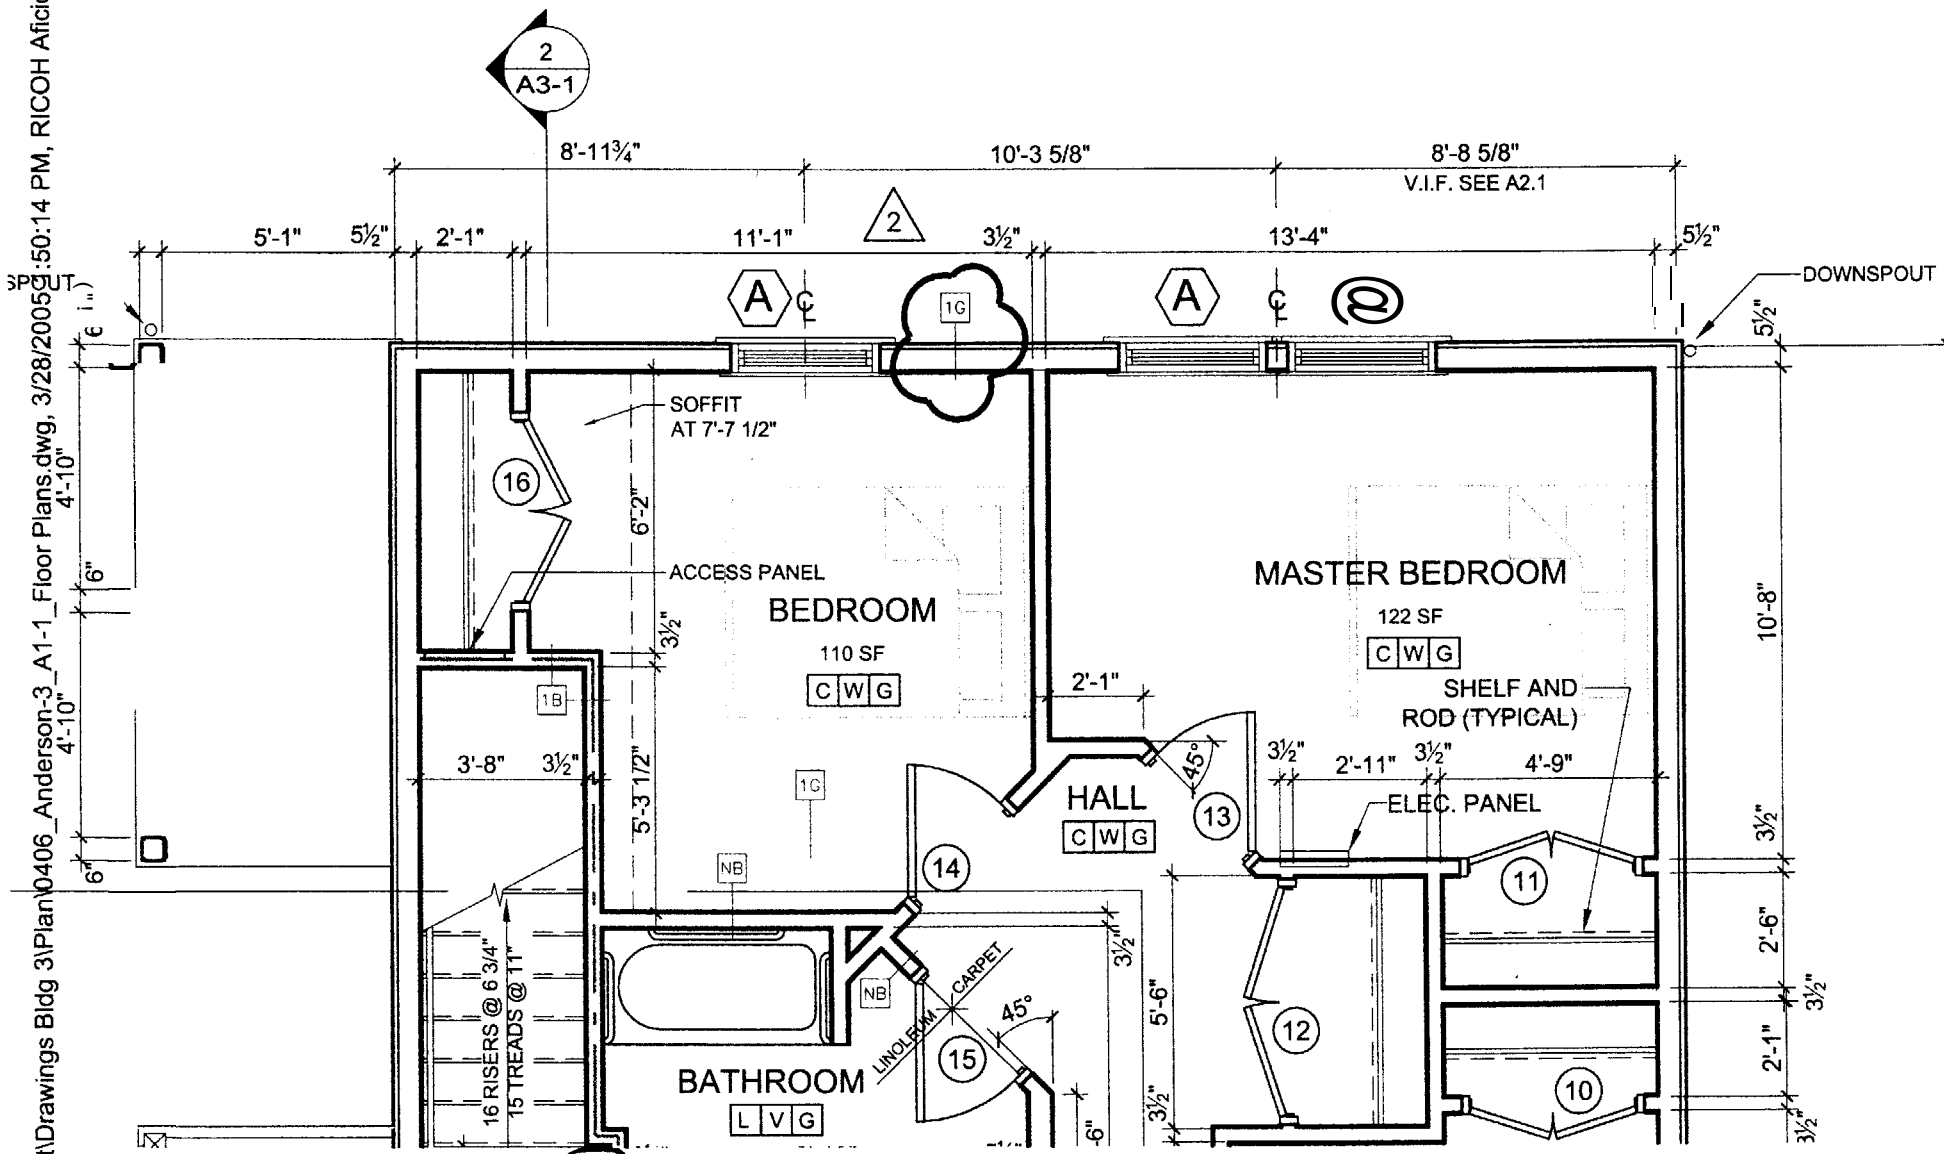 t\Drawings Bldg 3\Plan\0406_Anderson-3_A1-1_Floor Plans.dwg, 3/28/2005
:50:14 PM, RICOH Afici
2
A3-1
8'-11¾"
10'-3 5/8"
8'-8 5/8"
V.I.F. SEE A2.1
2
5'-1"
5½"
2'-1"
11'-1"
3½"
13'-4"
5½"
SPOUT
A
℄
1G
A
℄
@
DOWNSPOUT
5½"
SOFFIT
AT 7'-7 1/2"
4'-10"
16
6'-2"
6"
ACCESS PANEL
MASTER BEDROOM
BEDROOM
122 SF
10'-8"
3½"
110 SF
C W G
C W G
2'-1"
SHELF AND
ROD (TYPICAL)
4'-10"
1B
3'-8"
3½"
45°
3½"
2'-11"
3½"
4'-9"
1G
5'-3 1/2"
HALL
ELEC. PANEL
13
C W G
3½"
6"
NB
14
11
2'-6"
3½"
CARPET
16 RISERS @ 6 3/4"
15 TREADS @ 11"
NB
45°
3½"
5'-6"
12
LINOLEUM
15
2'-1"
BATHROOM
10
L V G
3½"
-6"
3½"